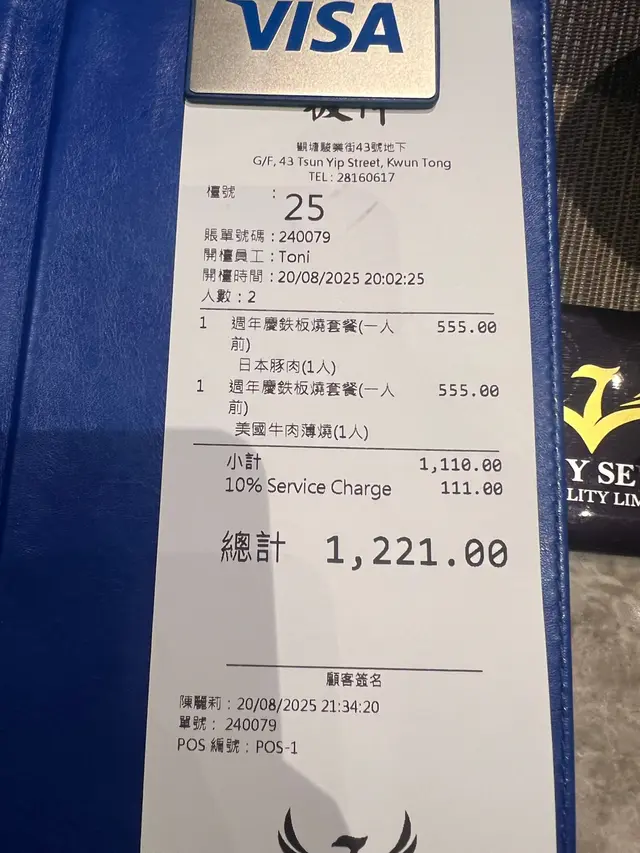 VISA
觀塘駿業街43號地下
G/F, 43 Tsun Yip Street, Kwun Tong
TEL: 28160617
檯號 :
25
賬單號碼 : 240079
開檯員工 : Toni
開檯時間 : 20/08/2025 20:02:25
人數 : 2
1 週年慶鉄板燒套餐(一人 555.00
前)
日本豚肉(1人)
1 週年慶鉄板燒套餐(一人 555.00
前)
美國牛肉薄燒(1人)
小計 1,110.00
10% Service Charge 111.00
總計 1,221.00
顧客簽名
陳麗莉 : 20/08/2025 21:34:20
單號 : 240079
POS 編號 : POS-1
Y SE
LITY LIM